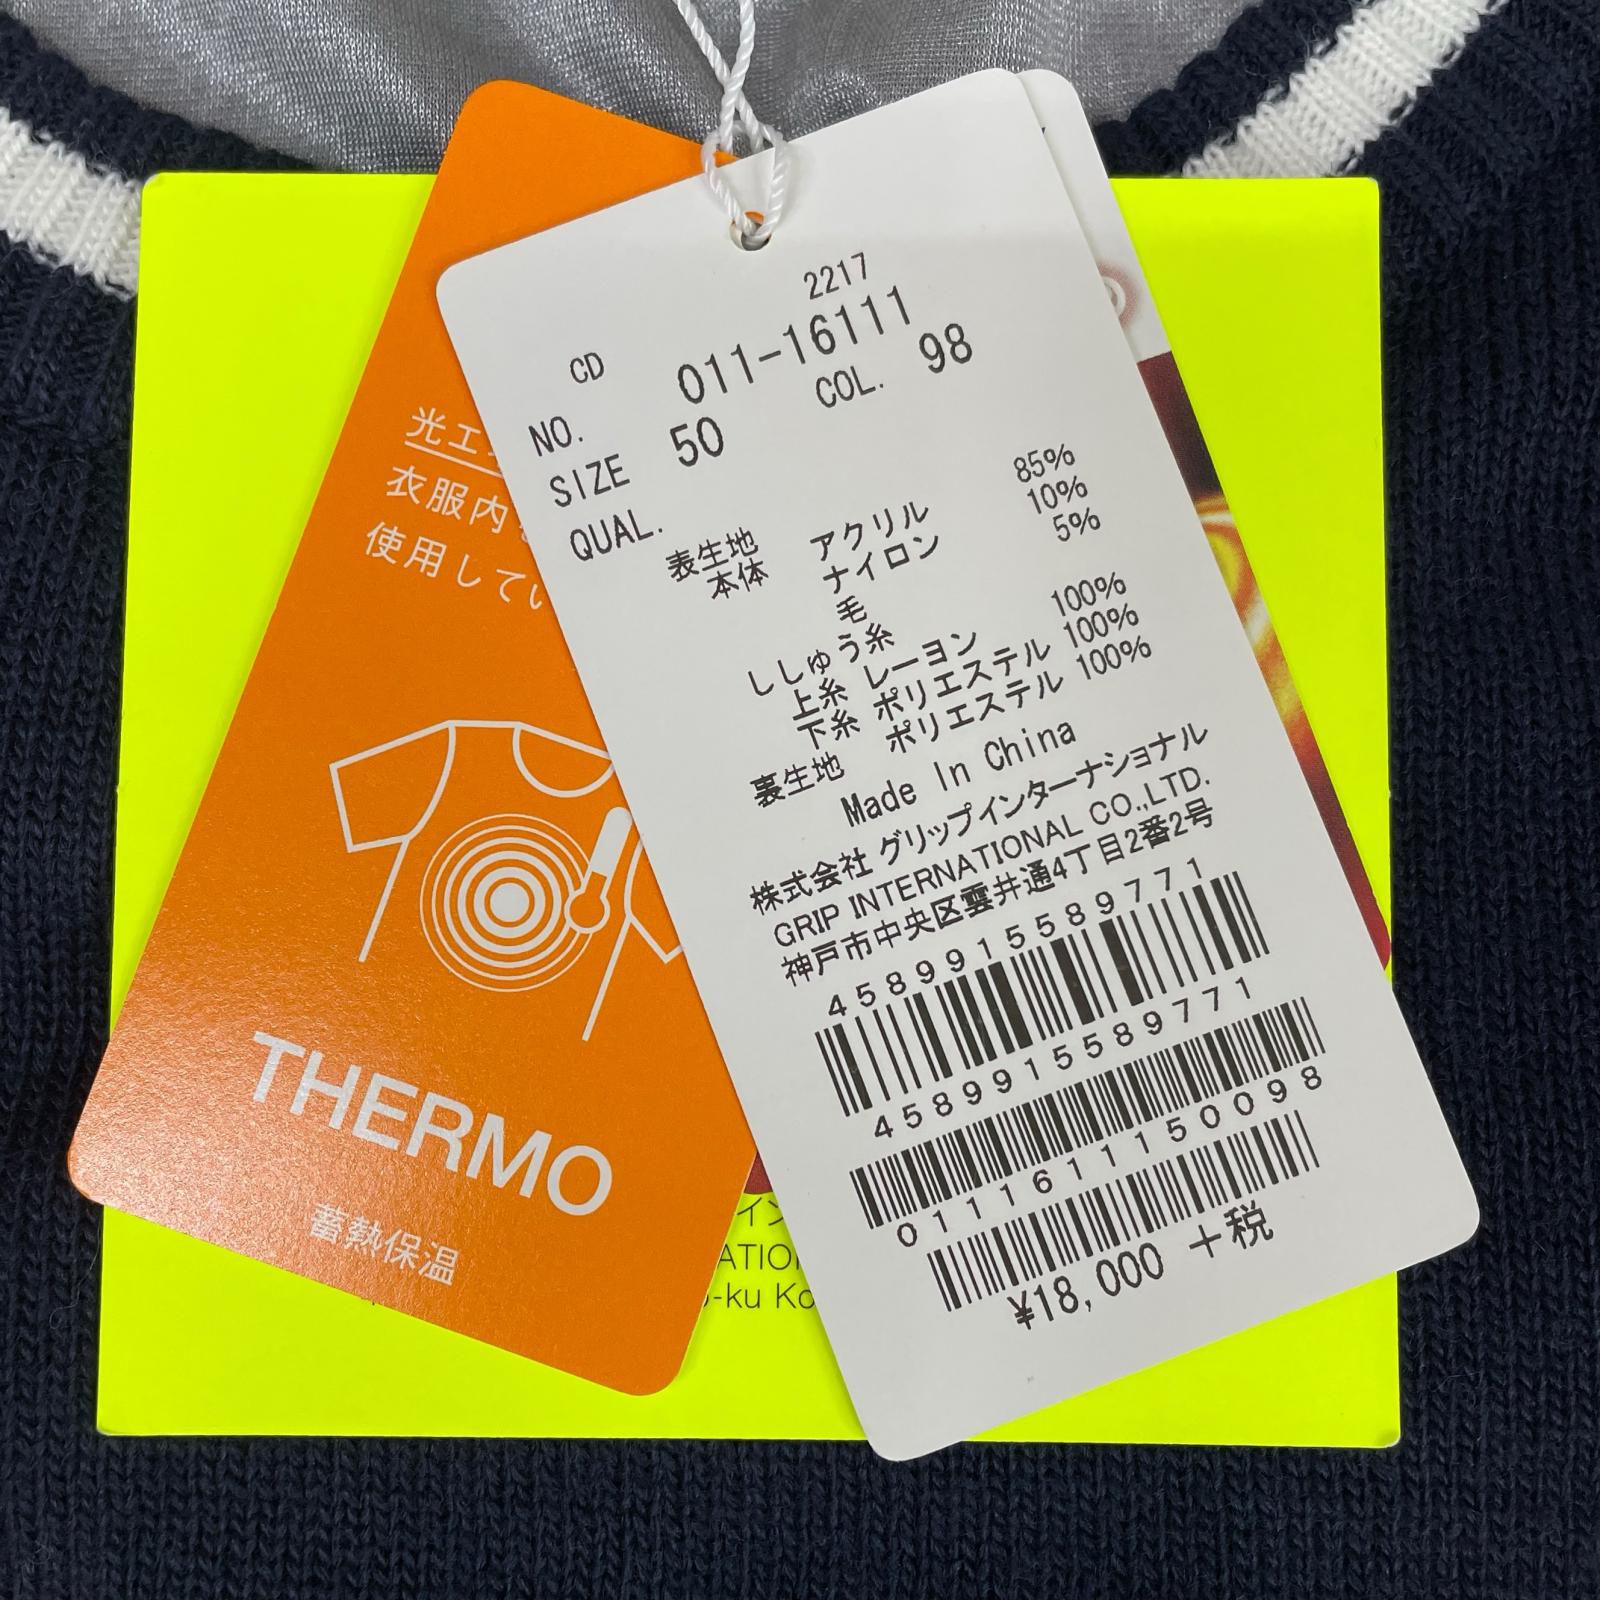 2217
CD
NO. 011-16111
SIZE 50 COL. 98
QUAL.
表生地 アクリル 85%
本体 ナイロン 10%
毛 5%
ししゅう糸
上糸 レーヨン 100%
下糸 ポリエステル 100%
裏生地 ポリエステル 100%
Made In China
株式会社 グリップインターナショナル
GRIP INTERNATIONAL CO.,LTD.
神戸市中央区雲井通4丁目2番2号
4589915589771
4589915589771
011611150098
¥18,000 +税
光エ
衣服内
使用してい
THERMO
蓄熱保温
イン
ATION
-ku Ko